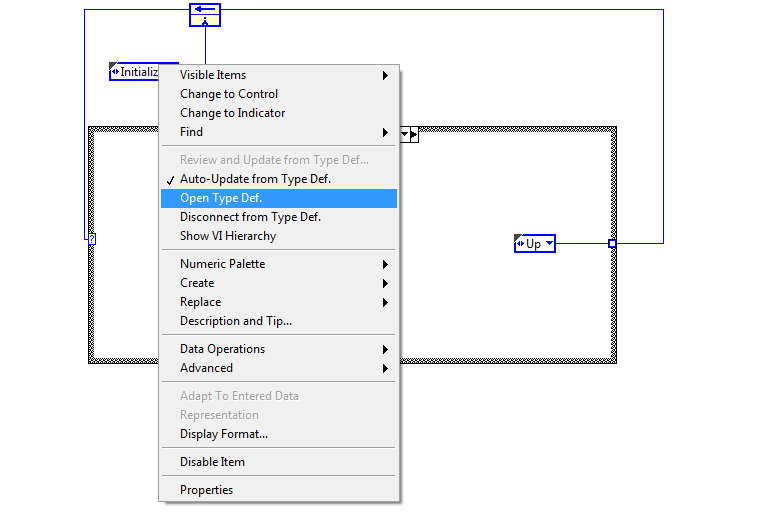 Initializ
Visible Items
Change to Control
Change to Indicator
Find
Review and Update from Type Def...
Auto-Update from Type Def.
Open Type Def.
Disconnect from Type Def.
Show VI Hierarchy
Numeric Palette
Create
Replace
Description and Tip...
Data Operations
Advanced
Adapt To Entered Data
Representation
Display Format...
Disable Item
Properties
?
Up